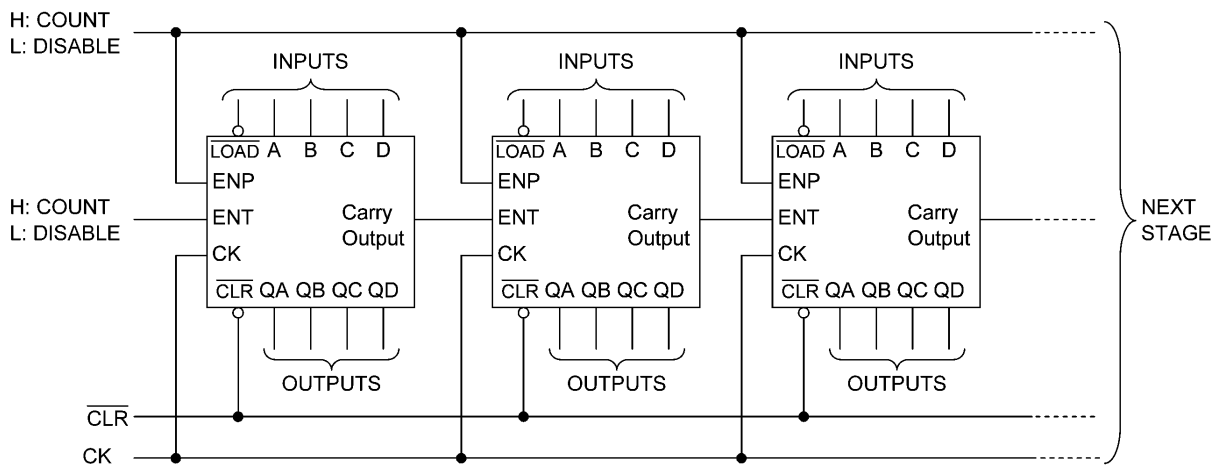 H: COUNT
L: DISABLE
INPUTS
INPUTS
INPUTS
LOAD A B C D
LOAD A B C D
LOAD A B C D
ENP
ENP
ENP
H: COUNT
L: DISABLE
ENT
Carry
Output
ENT
Carry
Output
ENT
Carry
Output
NEXT
STAGE
CK
CK
CK
CLR QA QB QC QD
CLR QA QB QC QD
CLR QA QB QC QD
OUTPUTS
OUTPUTS
OUTPUTS
CLR
CK